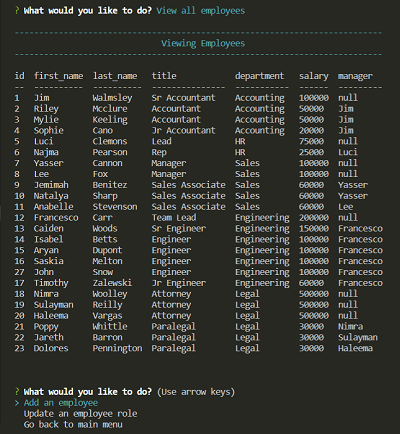 ? What would you like to do? View all employees
--------------------------------------------------------------------
Viewing Employees
--------------------------------------------------------------------
id first_name last_name title department salary manager
-- ---------- ---------- --------------- ----------- ------ ---------
1 Jim Walmsley Sr Accountant Accounting 100000 null
2 Riley Mcclure Accountant Accounting 50000 Jim
3 Mylie Keeling Accountant Accounting 50000 Jim
4 Sophie Cano Jr Accountant Accounting 20000 Jim
5 Luci Clemons Lead HR 75000 null
6 Najma Pearson Rep HR 25000 Luci
7 Yasser Cannon Manager Sales 100000 null
8 Lee Fox Manager Sales 100000 null
9 Jemimah Benitez Sales Associate Sales 60000 Yasser
10 Natalya Sharp Sales Associate Sales 60000 Yasser
11 Anabelle Stevenson Sales Associate Sales 60000 Lee
12 Francesco Carr Team Lead Engineering 200000 null
13 Caiden Woods Sr Engineer Engineering 150000 Francesco
14 Isabel Betts Engineer Engineering 100000 Francesco
15 Aryan Dupont Engineer Engineering 100000 Francesco
16 Saskia Melton Engineer Engineering 100000 Francesco
27 John Snow Engineer Engineering 100000 Francesco
17 Timothy Zalewski Jr Engineer Engineering 60000 Francesco
18 Nimra Woolley Attorney Legal 500000 null
19 Sulayman Reilly Attorney Legal 500000 null
20 Haleema Vargas Attorney Legal 500000 null
21 Poppy Whittle Paralegal Legal 30000 Nimra
22 Jareth Barron Paralegal Legal 30000 Sulayman
23 Dolores Pennington Paralegal Legal 30000 Haleema
? What would you like to do? (Use arrow keys)
> Add an employee
Update an employee role
Go back to main menu